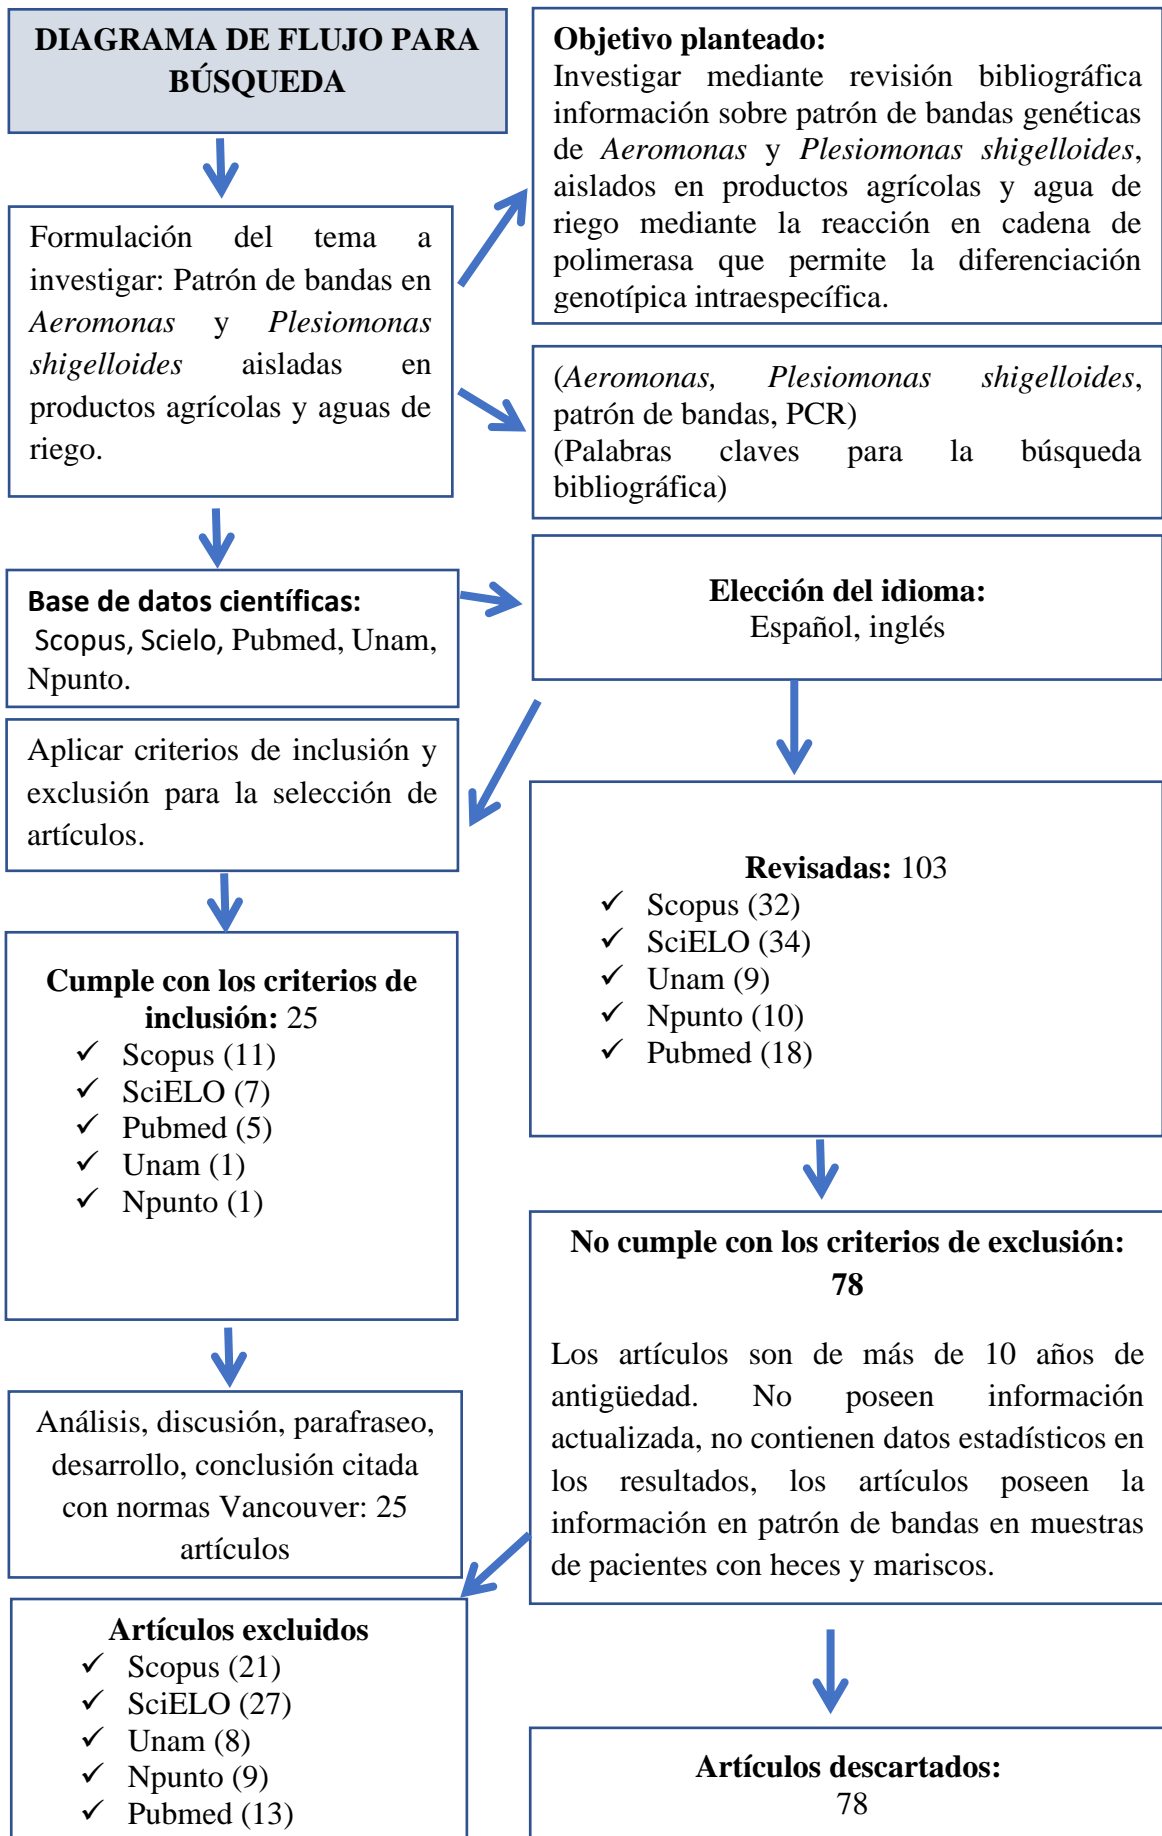 DIAGRAMA DE FLUJO PARA
BÚSQUEDA
Objetivo planteado:
Investigar mediante revisión bibliográfica
información sobre patrón de bandas genéticas
de Aeromonas y Plesiomonas shigelloides,
aislados en productos agrícolas y agua de
riego mediante la reacción en cadena de
polimerasa que permite la diferenciación
genotípica intraespecífica.
Formulación del tema a
investigar: Patrón de bandas en
Aeromonas y Plesiomonas
shigelloides aisladas en
productos agrícolas y aguas de
riego.
(Aeromonas, Plesiomonas shigelloides,
patrón de bandas, PCR)
(Palabras claves para la búsqueda
bibliográfica)
Base de datos científicas:
Scopus, Scielo, Pubmed, Unam,
Npunto.
Elección del idioma:
Español, inglés
Aplicar criterios de inclusión y
exclusión para la selección de
artículos.
Revisadas: 103
✓ Scopus (32)
✓ SciELO (34)
✓ Unam (9)
✓ Npunto (10)
✓ Pubmed (18)
Cumple con los criterios de
inclusión: 25
✓ Scopus (11)
✓ SciELO (7)
✓ Pubmed (5)
✓ Unam (1)
✓ Npunto (1)
No cumple con los criterios de exclusión:
78
Los artículos son de más de 10 años de
antigüedad. No poseen información
actualizada, no contienen datos estadísticos en
los resultados, los artículos poseen la
información en patrón de bandas en muestras
de pacientes con heces y mariscos.
Análisis, discusión, parafraseo,
desarrollo, conclusión citada
con normas Vancouver: 25
artículos
Artículos excluidos
✓ Scopus (21)
✓ SciELO (27)
✓ Unam (8)
✓ Npunto (9)
✓ Pubmed (13)
Artículos descartados:
78